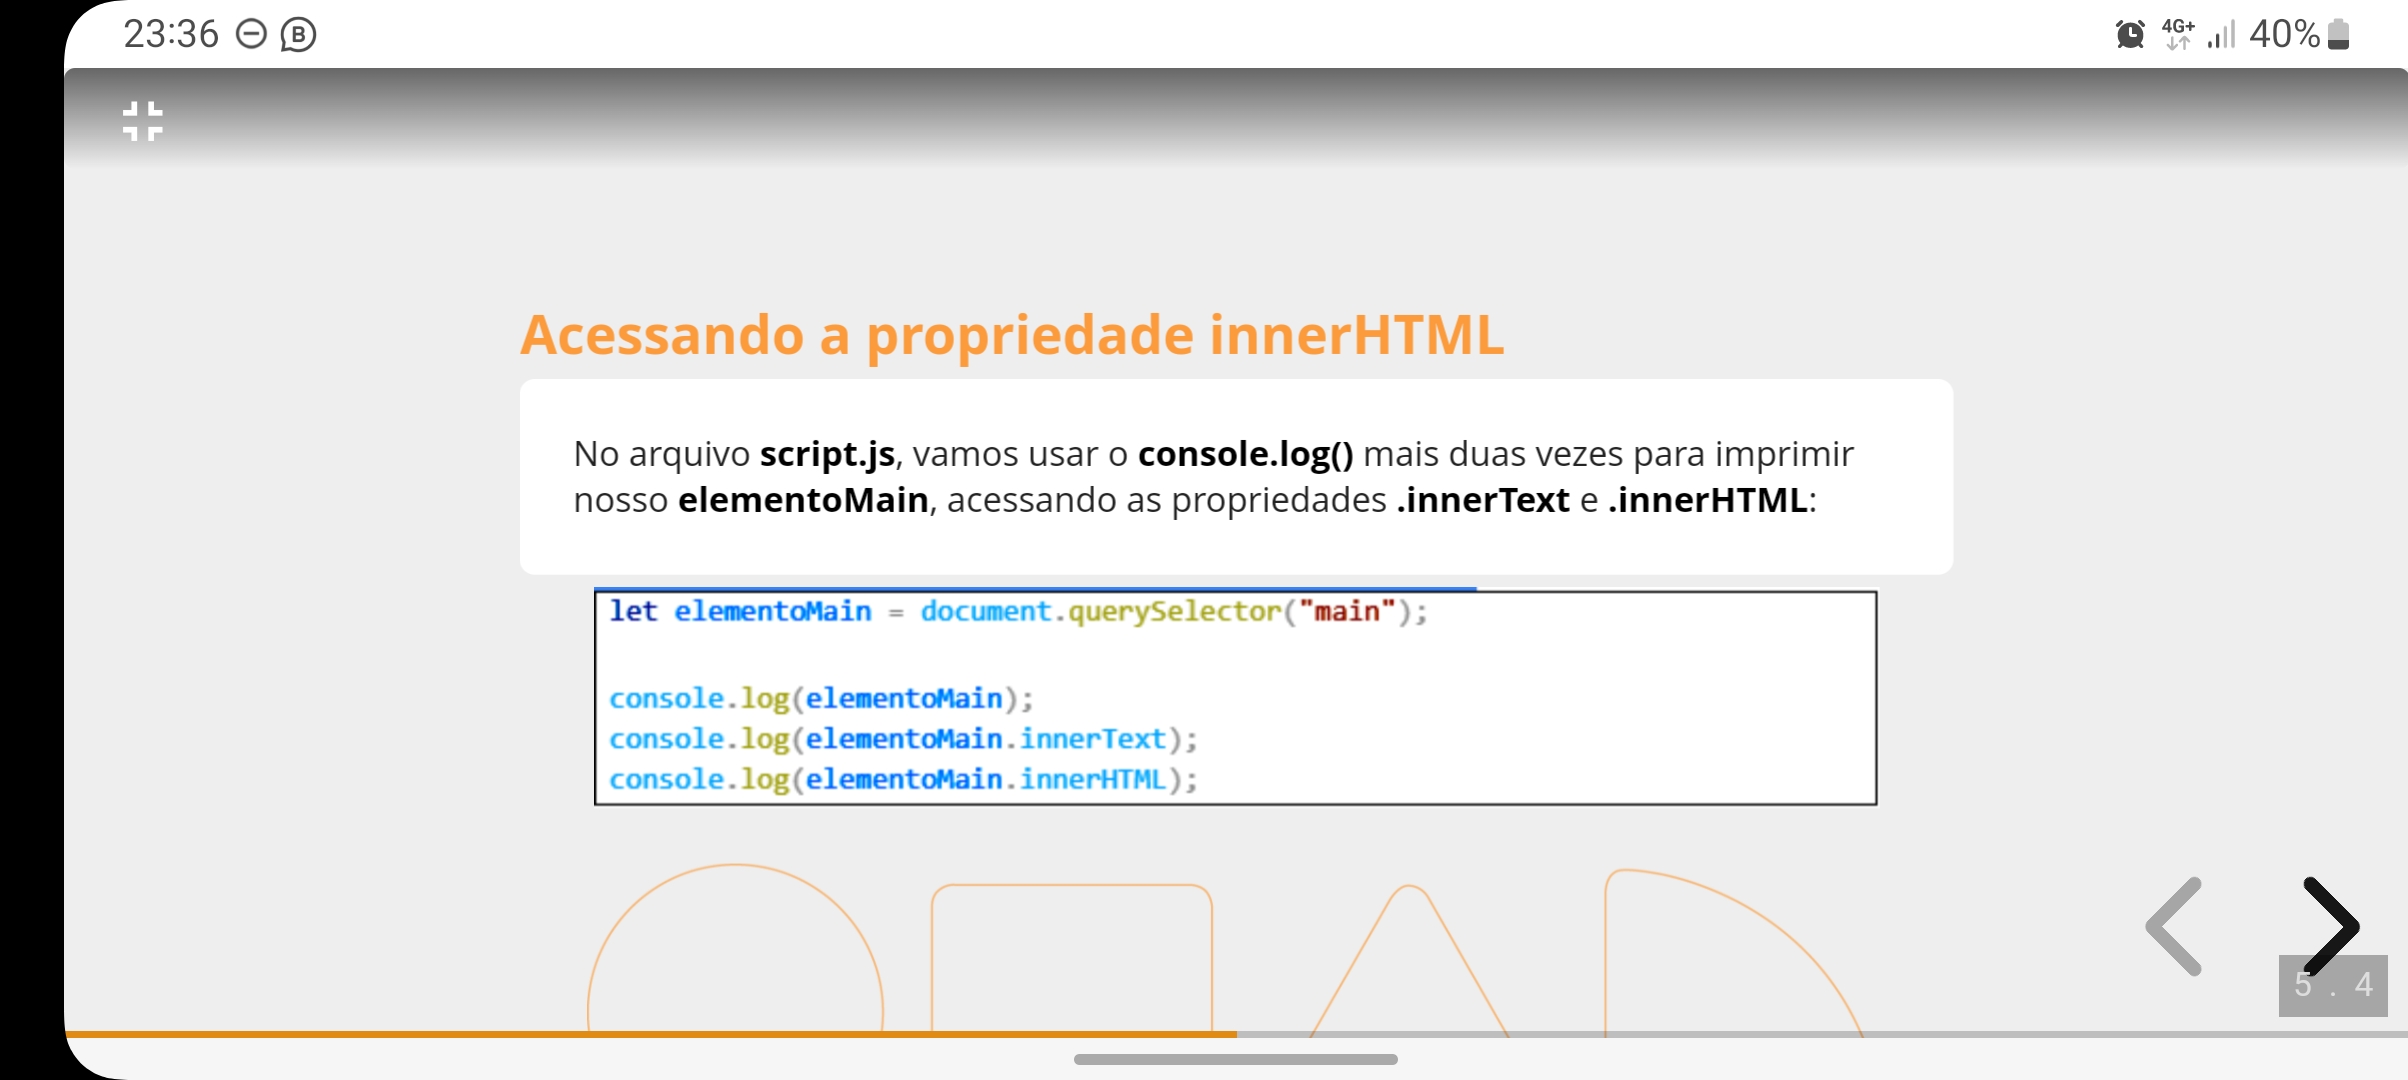 23:36 B 4G+ 40%
Acessando a propriedade innerHTML
No arquivo script.js, vamos usar o console.log() mais duas vezes para imprimir
nosso elementoMain, acessando as propriedades .innerText e .innerHTML:
let elementoMain = document.querySelector("main");
console.log(elementoMain);
console.log(elementoMain.innerText);
console.log(elementoMain.innerHTML);
5 . 4